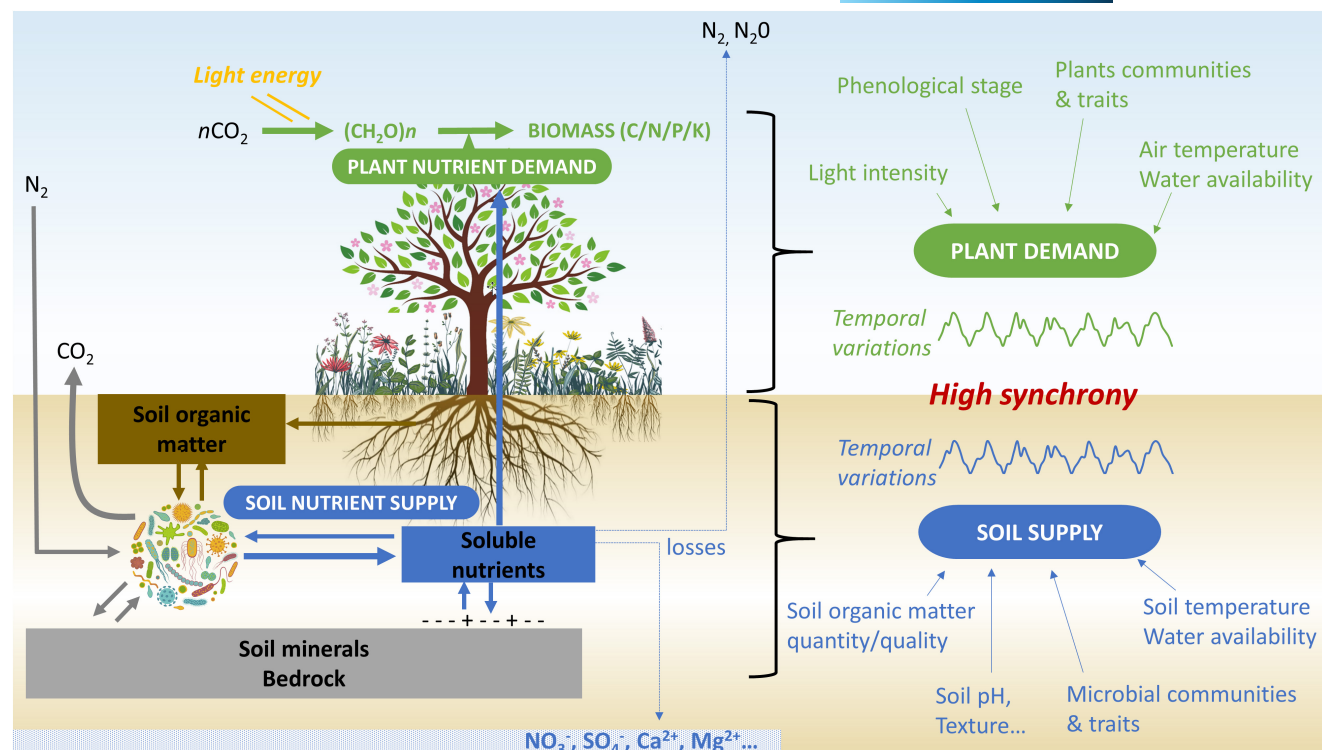 N₂, N₂0
Light energy
nCO₂
(CH₂O)n
BIOMASS (C/N/P/K)
PLANT NUTRIENT DEMAND
N₂
CO₂
Soil organic
matter
SOIL NUTRIENT SUPPLY
Soluble
nutrients
losses
- - - + - - + - -
Soil minerals
Bedrock
NO₃⁻, SO₄⁻, Ca²⁺, Mg²⁺...
Phenological stage
Plants communities
& traits
Light intensity
Air temperature
Water availability
PLANT DEMAND
Temporal
variations
High synchrony
Temporal
variations
SOIL SUPPLY
Soil organic matter
quantity/quality
Soil temperature
Water availability
Soil pH,
Texture...
Microbial communities
& traits